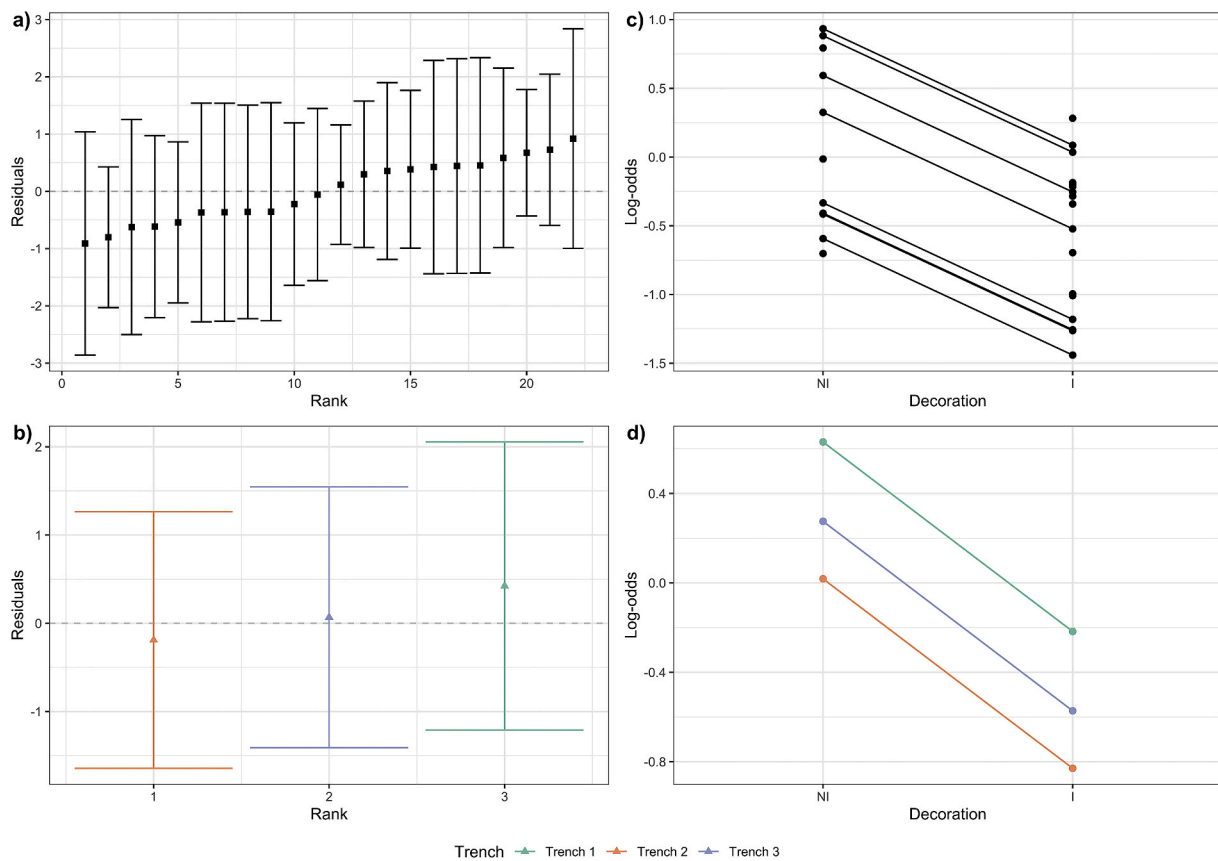 a)
3
2
1
0
-1
-2
-3
Residuals
0 5 10 15 20
Rank
c)
1.0
0.5
0.0
-0.5
-1.0
-1.5
Log-odds
NI I
Decoration
b)
2
1
0
-1
Residuals
1 2 3
Rank
d)
0.4
0.0
-0.4
-0.8
Log-odds
NI I
Decoration
Trench Trench 1 Trench 2 Trench 3